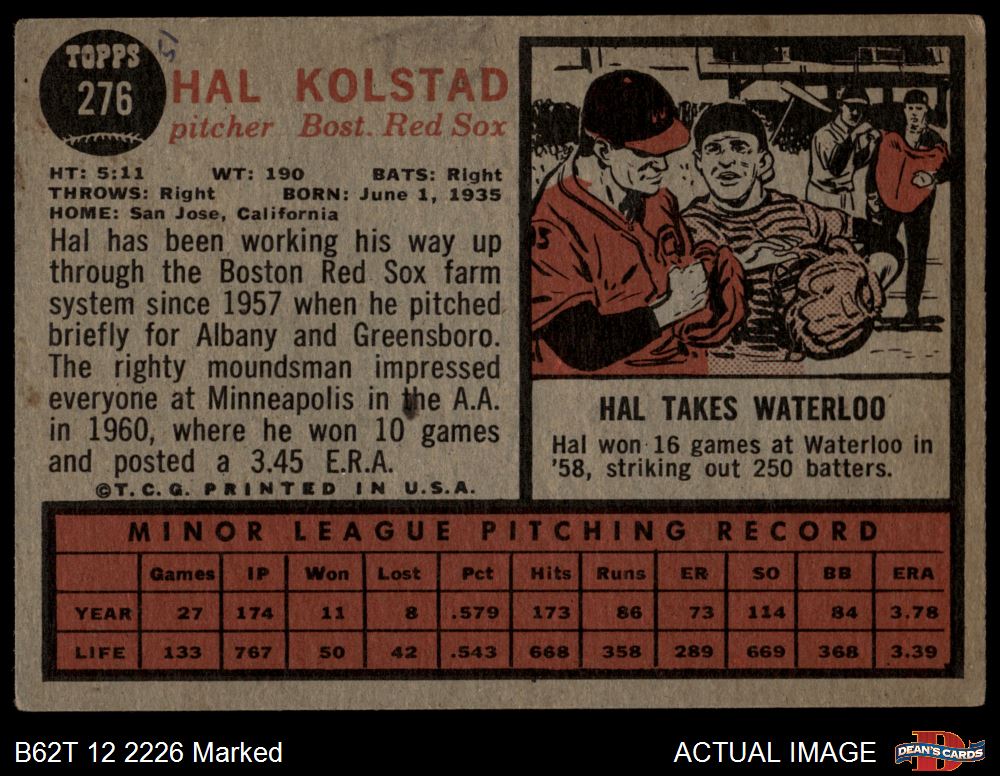 TOPPS
276
51
HAL KOLSTAD
pitcher Bost. Red Sox
HT: 5:11 WT: 190 BATS: Right
THROWS: Right BORN: June 1, 1935
HOME: San Jose, California
Hal has been working his way up
through the Boston Red Sox farm
system since 1957 when he pitched
briefly for Albany and Greensboro.
The righty moundsman impressed
everyone at Minneapolis in the A.A.
in 1960, where he won 10 games
and posted a 3.45 E.R.A.
©T.C.G. PRINTED IN U.S.A.
W
HAL TAKES WATERLOO
Hal won 16 games at Waterloo in
'58, striking out 250 batters.
MINOR LEAGUE PITCHING RECORD
Games IP Won Lost Pct Hits Runs ER SO BB ERA
YEAR 27 174 11 8 .579 173 86 73 114 84 3.78
LIFE 133 767 50 42 .543 668 358 289 669 368 3.39
B62T 12 2226 Marked
ACTUAL IMAGE
DEAN'S CARDS